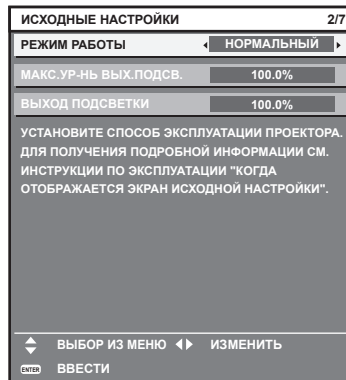 ИСХОДНЫЕ НАСТРОЙКИ 2/7
РЕЖИМ РАБОТЫ НОРМАЛЬНЫЙ
МАКС.УР-НЬ ВЫХ.ПОДСВ. 100.0%
ВЫХОД ПОДСВЕТКИ 100.0%
УСТАНОВИТЕ СПОСОБ ЭКСПЛУАТАЦИИ ПРОЕКТОРА.
ДЛЯ ПОЛУЧЕНИЯ ПОДРОБНОЙ ИНФОРМАЦИИ СМ.
ИНСТРУКЦИИ ПО ЭКСПЛУАТАЦИИ "КОГДА
ОТОБРАЖАЕТСЯ ЭКРАН ИСХОДНОЙ НАСТРОЙКИ".
ВЫБОР ИЗ МЕНЮ ИЗМЕНИТЬ
ENTER ВВЕСТИ